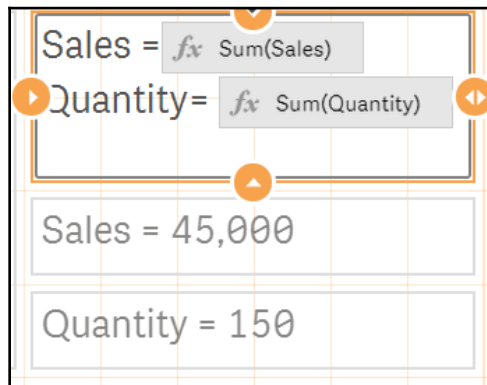 Sales = fx Sum(Sales)
Quantity= fx Sum(Quantity)
Sales = 45,000
Quantity = 150